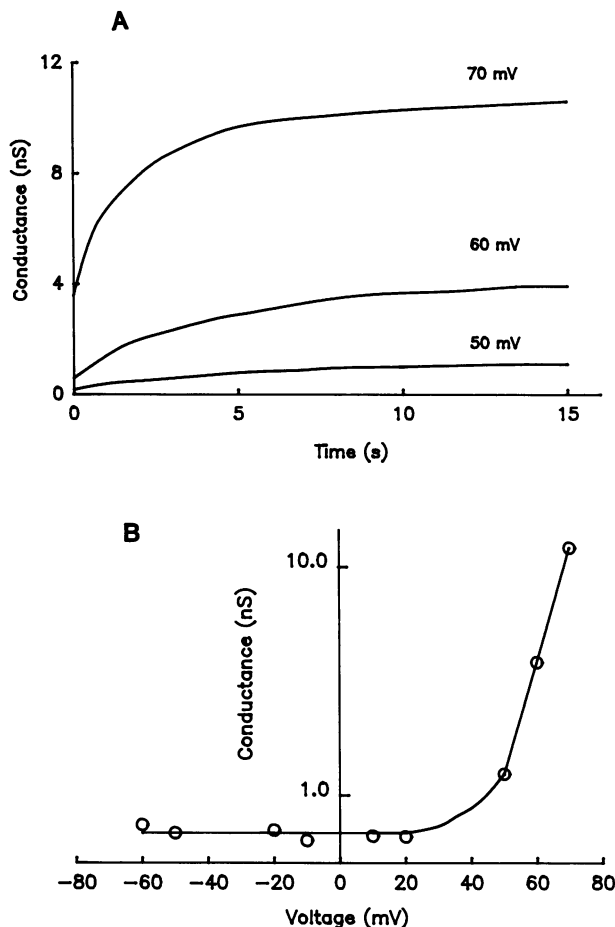 A
12
8
4
0
Conductance (nS)
70 mV
60 mV
50 mV
0 5 10 15
Time (s)
B
10.0
1.0
Conductance (nS)
−80 −60 −40 −20 0 20 40 60 80
Voltage (mV)